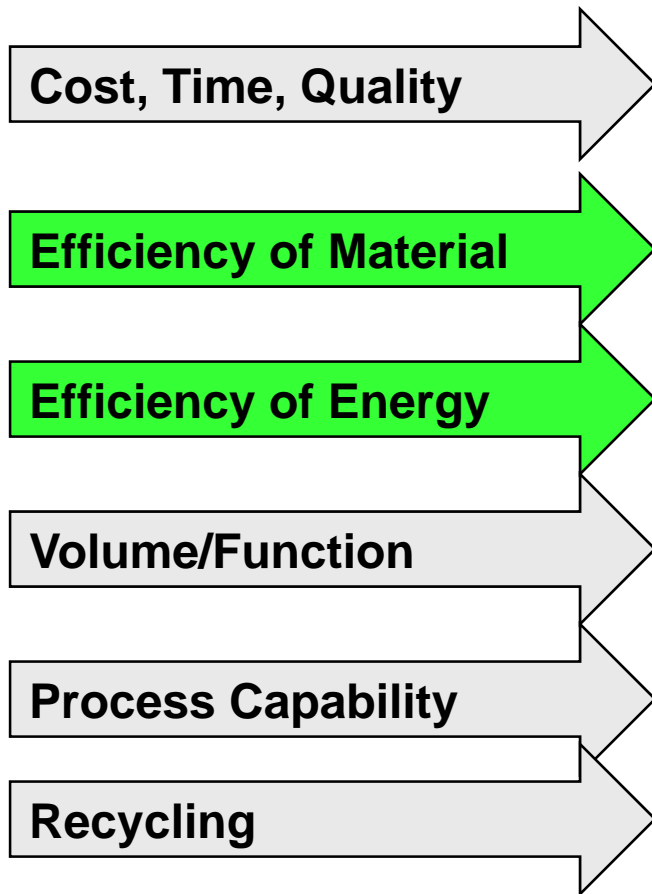 Cost, Time, Quality
Efficiency of Material
Efficiency of Energy
Volume/Function
Process Capability
Recycling